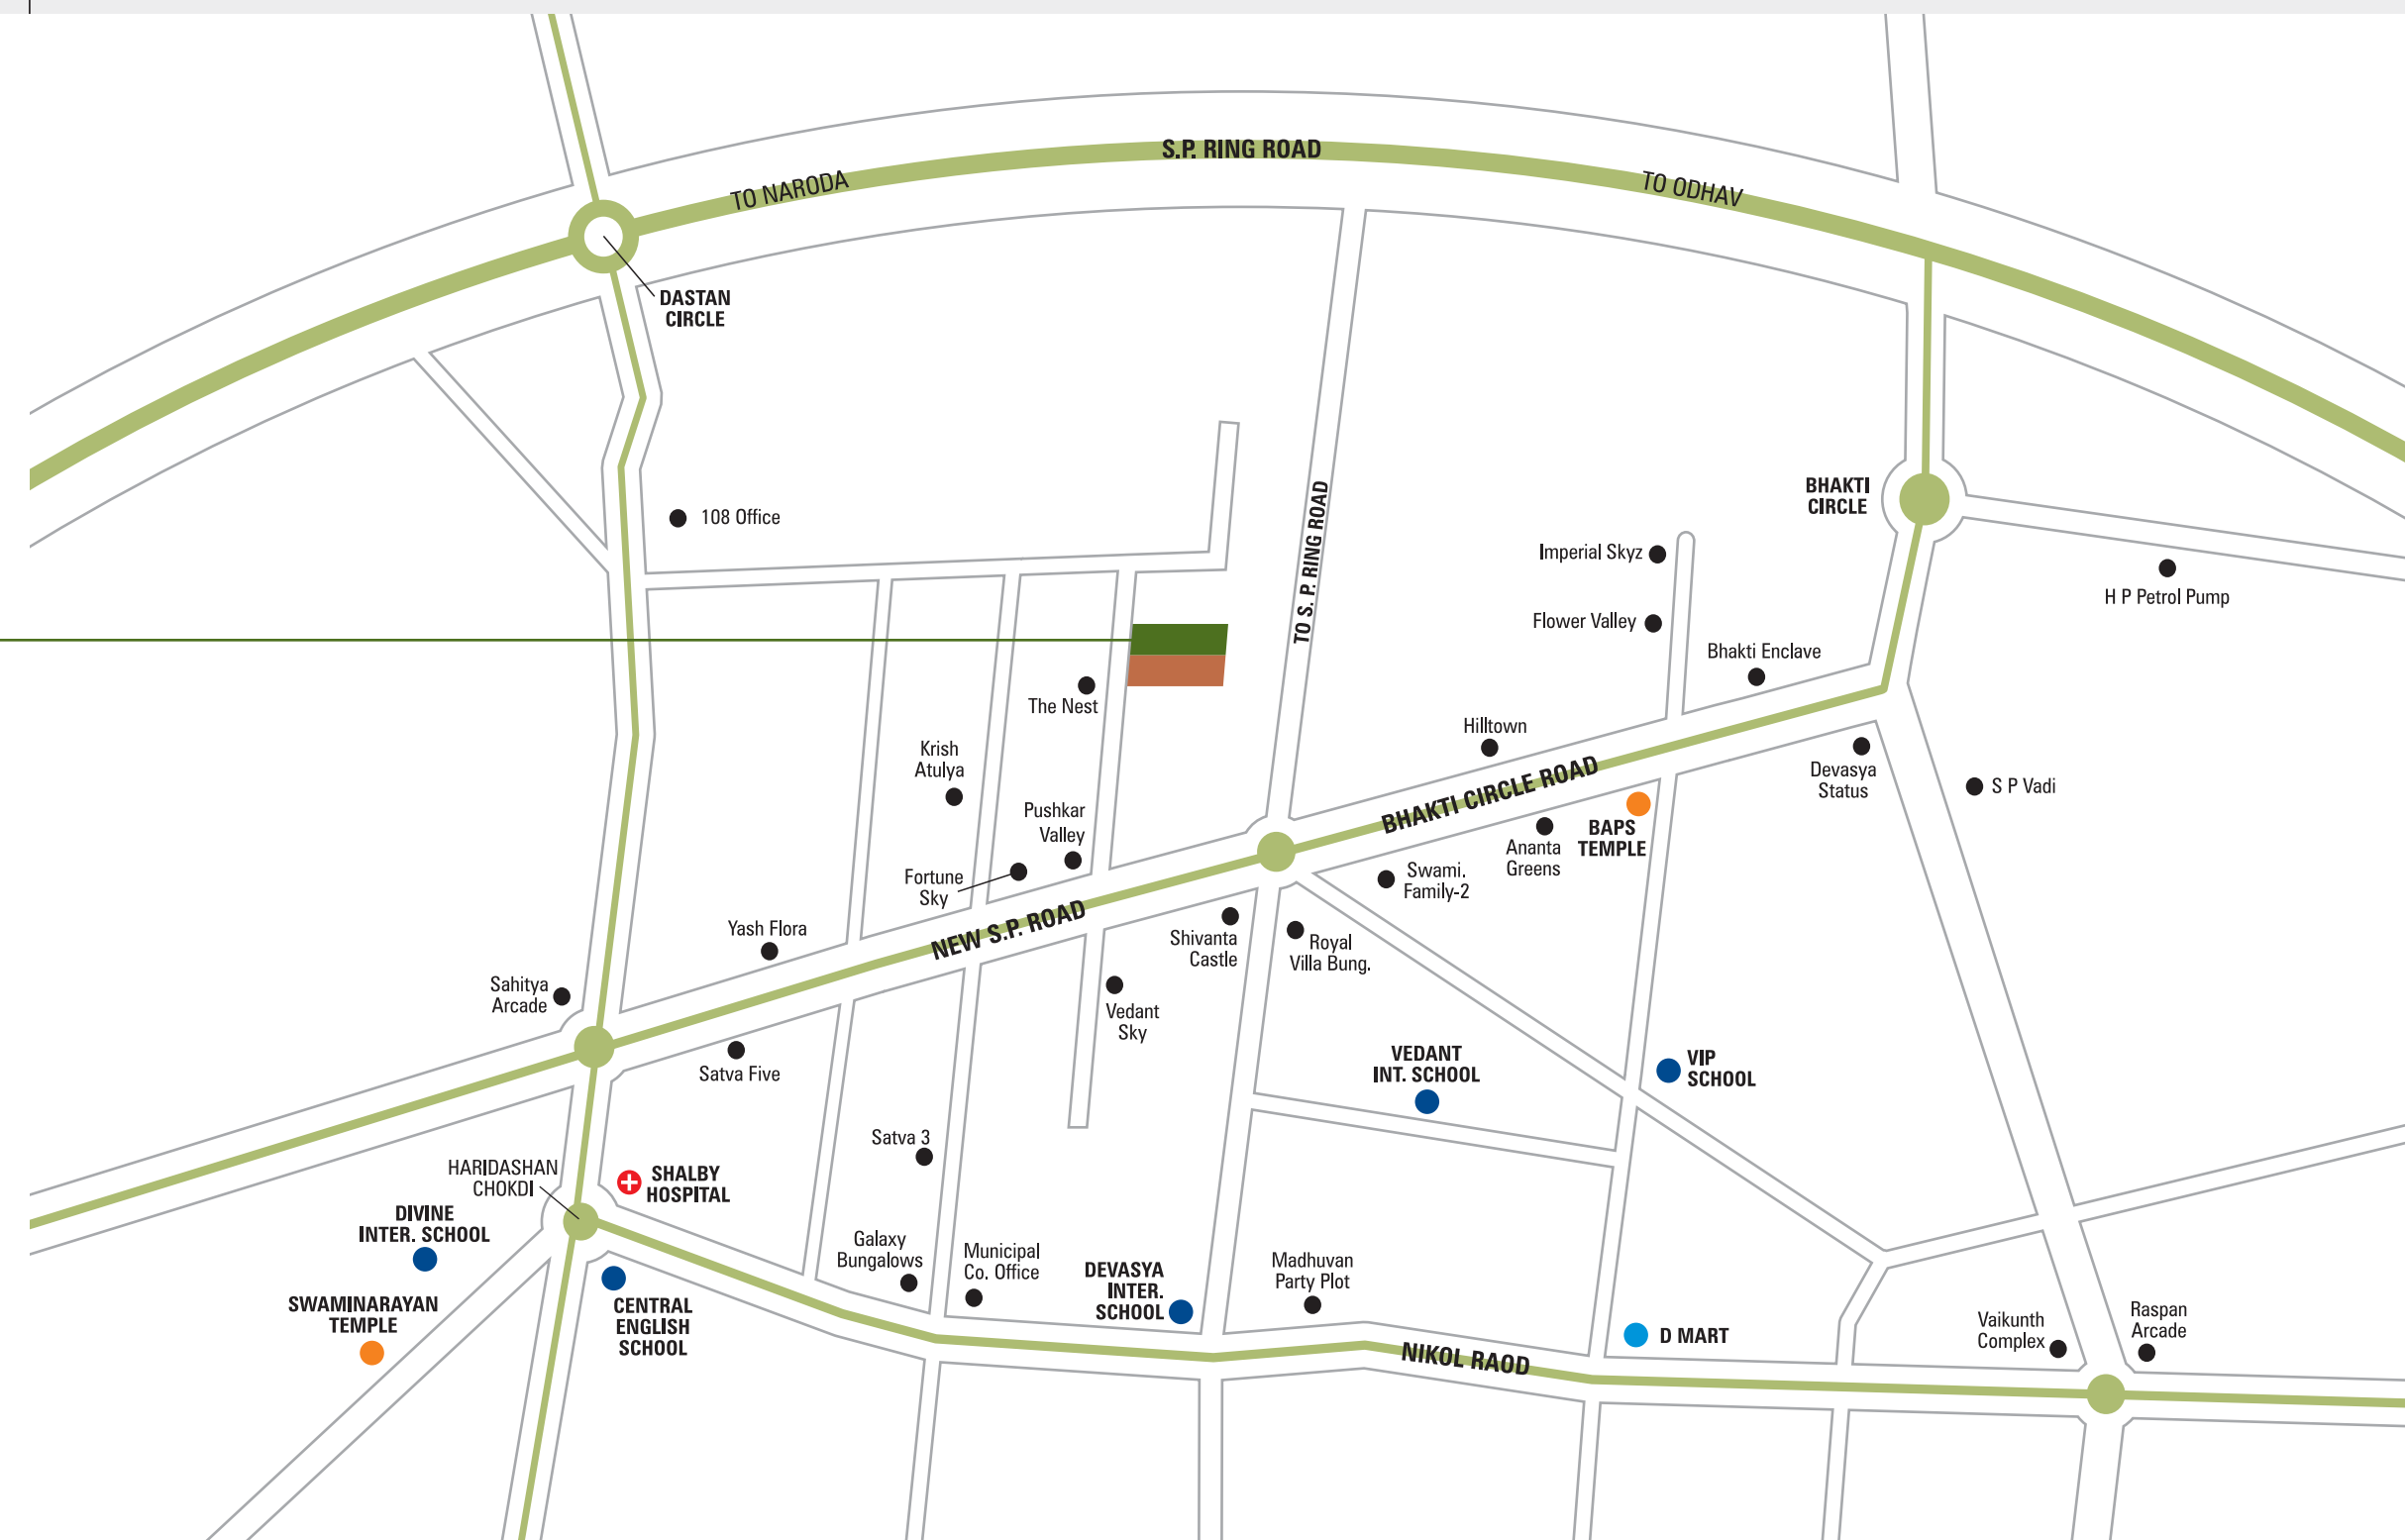 S.P. RING ROAD
TO NARODA
TO ODHAV
DASTAN
CIRCLE
108 Office
TO S. P. RING ROAD
BHAKTI
CIRCLE
Imperial Skyz
H P Petrol Pump
Flower Valley
Bhakti Enclave
The Nest
Hilltown
Krish
Atulya
BHAKTI CIRCLE ROAD
Devasya
Status
S P Vadi
Pushkar
Valley
BAPS
TEMPLE
Ananta
Greens
Fortune
Sky
Swami.
Family-2
NEW S.P. ROAD
Yash Flora
Shivanta
Castle
Royal
Villa Bung.
Sahitya
Arcade
Vedant
Sky
VEDANT
INT. SCHOOL
VIP
SCHOOL
Satva Five
Satva 3
HARIDASHAN
CHOKDI
SHALBY
HOSPITAL
DIVINE
INTER. SCHOOL
Galaxy
Bungalows
Municipal
Co. Office
DEVASYA
INTER.
SCHOOL
Madhuvan
Party Plot
SWAMINARAYAN
TEMPLE
CENTRAL
ENGLISH
SCHOOL
D MART
NIKOL RAOD
Vaikunth
Complex
Raspan
Arcade